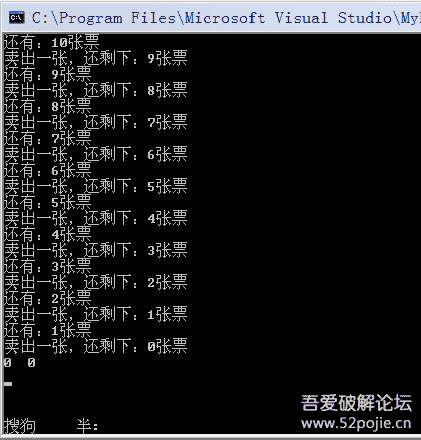 C:\Program Files\Microsoft Visual Studio\My
还有：10张票
卖出一张，还剩下：9张票
还有：9张票
卖出一张，还剩下：8张票
还有：8张票
卖出一张，还剩下：7张票
还有：7张票
卖出一张，还剩下：6张票
还有：6张票
卖出一张，还剩下：5张票
还有：5张票
卖出一张，还剩下：4张票
还有：4张票
卖出一张，还剩下：3张票
还有：3张票
卖出一张，还剩下：2张票
还有：2张票
卖出一张，还剩下：1张票
还有：1张票
卖出一张，还剩下：0张票
0  0
吾爱破解论坛
www.52pojie.cn
搜狗 半：